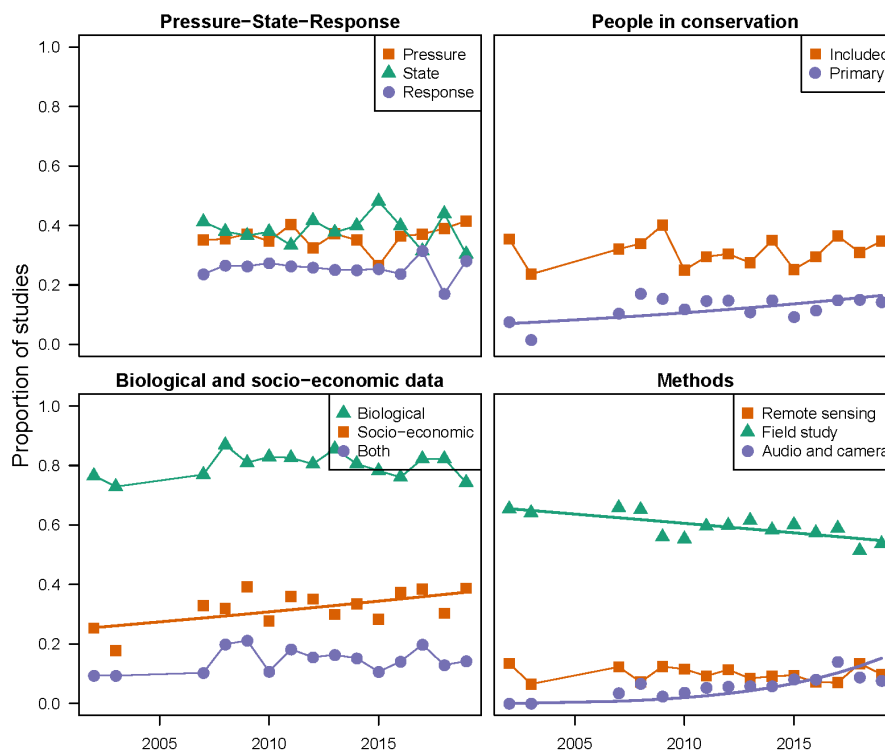 Pressure−State−Response
People in conservation
1.0
0.8
0.6
0.4
0.2
0.0
Pressure
State
Response
Included
Primary
Proportion of studies
Biological and socio−economic data
Methods
1.0
0.8
0.6
0.4
0.2
0.0
Biological
Socio−economic
Both
Remote sensing
Field study
Audio and camera
2005
2010
2015
2005
2010
2015